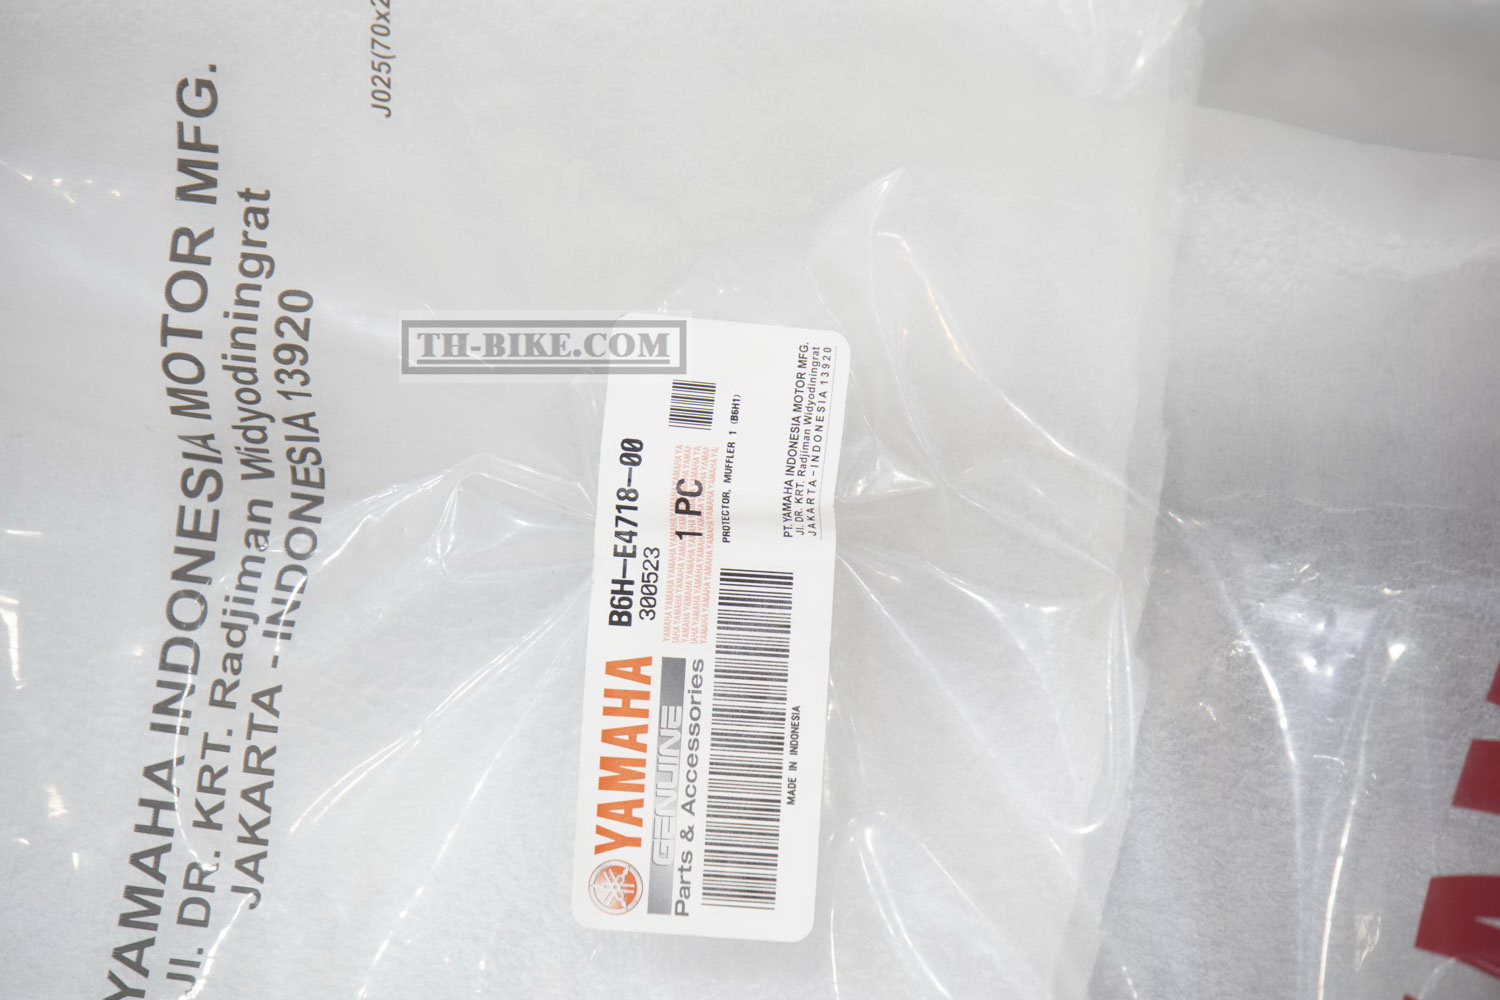 YAMAHA INDONESIA MOTOR MFG.
Jl. DR. KRT. Radjiman Widyodiningrat
JAKARTA - INDONESIA 13920
J025(70x2
TH-BIKE.COM
YAMAHA
GENUINE
Parts & Accessories
B6H-E4718-00
300523
1 PC
PROTECTOR, MUFFLER 1 (B6H1)
MADE IN INDONESIA
PT.YAMAHA INDONESIA MOTOR MFG.
Jl. DR. KRT. Radjiman Widyodiningrat
JAKARTA-INDONESIA 13920